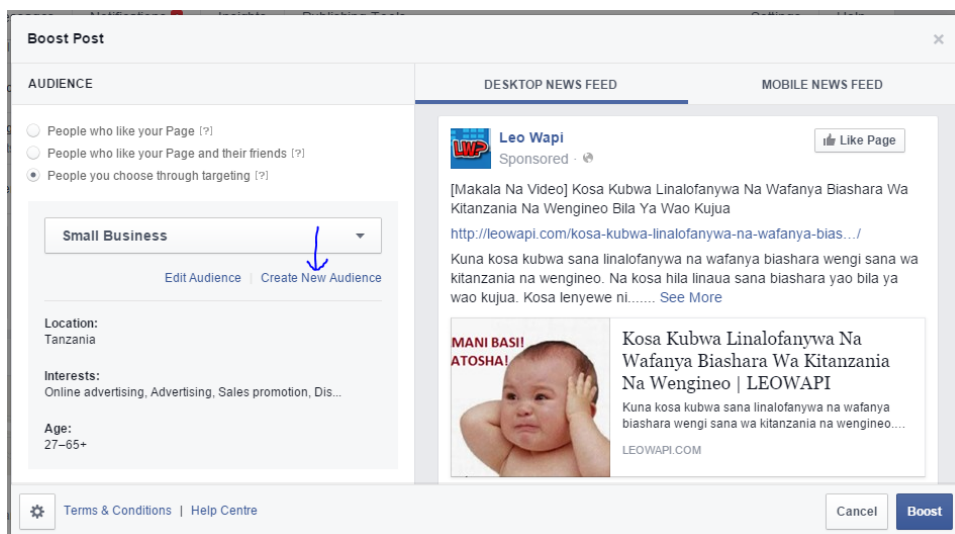 Notifications
Insights
Publishing Tools
Settings
Help
Boost Post
AUDIENCE
People who like your Page [?]
People who like your Page and their friends [?]
People you choose through targeting [?]
Small Business
Edit Audience | Create New Audience
Location:
Tanzania
Interests:
Online advertising, Advertising, Sales promotion, Dis...
Age:
27–65+
DESKTOP NEWS FEED
MOBILE NEWS FEED
LWP
Leo Wapi
Sponsored ·
Like Page
[Makala Na Video] Kosa Kubwa Linalofanywa Na Wafanya Biashara Wa
Kitanzania Na Wengineo Bila Ya Wao Kujua
http://leowapi.com/kosa-kubwa-linalofanywa-na-wafanya-bias…/
Kuna kosa kubwa sana linalofanywa na wafanya biashara wengi sana wa
kitanzania na wengineo. Na kosa hila linaua sana biashara yao bila ya
wao kujua. Kosa lenyewe ni....... See More
MANI BASI!
ATOSHA!
Kosa Kubwa Linalofanywa Na
Wafanya Biashara Wa Kitanzania
Na Wengineo | LEOWAPI
Kuna kosa kubwa sana linalofanywa na wafanya
biashara wengi sana wa kitanzania na wengineo....
LEOWAPI.COM
Terms & Conditions | Help Centre
Cancel
Boost